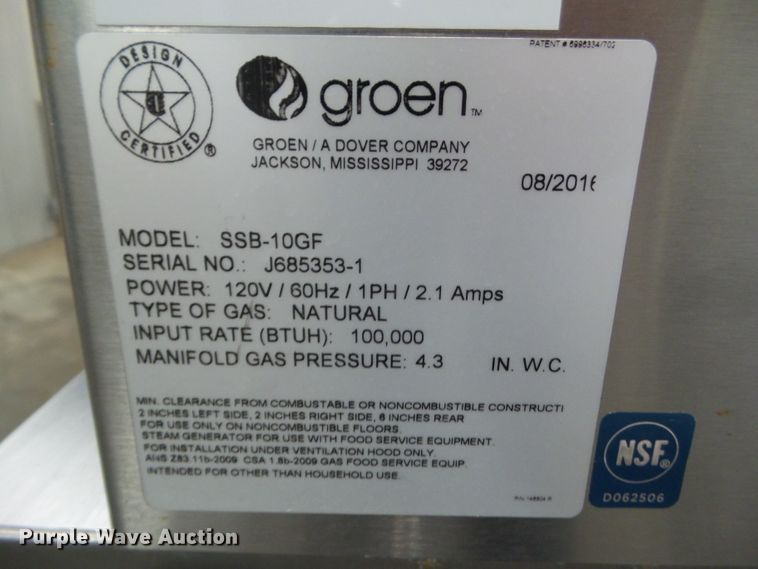 PATENT # 6996334/702
DESIGN
CERTIFIED ®
groen™
GROEN / A DOVER COMPANY
JACKSON, MISSISSIPPI 39272
08/2016
MODEL: SSB-10GF
SERIAL NO.: J685353-1
POWER: 120V / 60Hz / 1PH / 2.1 Amps
TYPE OF GAS: NATURAL
INPUT RATE (BTUH): 100,000
MANIFOLD GAS PRESSURE: 4.3 IN. W.C.
MIN. CLEARANCE FROM COMBUSTABLE OR NONCOMBUSTIBLE CONSTRUCTI
2 INCHES LEFT SIDE, 2 INCHES RIGHT SIDE, 6 INCHES REAR
FOR USE ONLY ON NONCOMBUSTIBLE FLOORS.
STEAM GENERATOR FOR USE WITH FOOD SERVICE EQUIPMENT.
FOR INSTALLATION UNDER VENTILATION HOOD ONLY.
ANS Z83.11b-2009 CSA 1.8b-2009 GAS FOOD SERVICE EQUIP.
INTENDED FOR OTHER THAN HOUSEHOLD USE.
NSF®
D062506
Purple Wave Auction